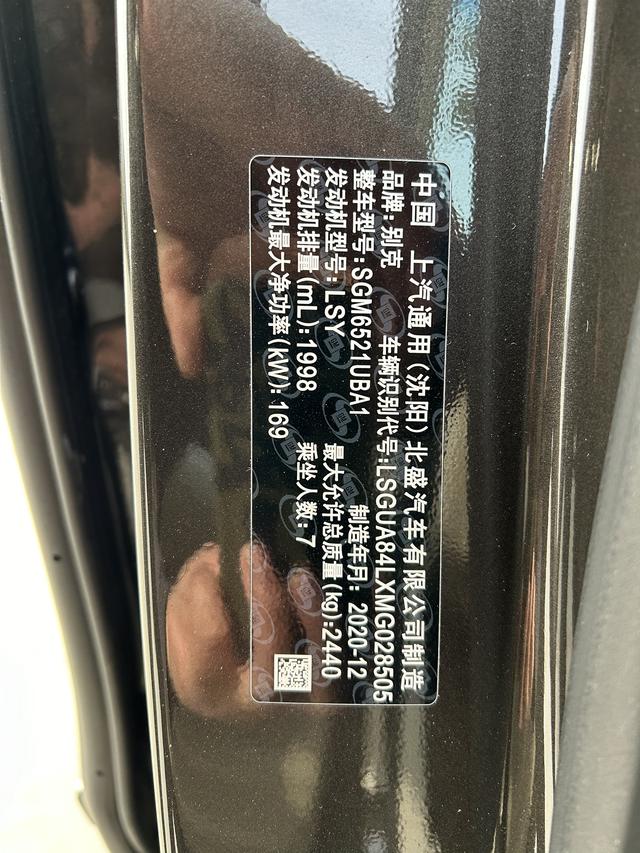 中国 上汽通用(沈阳)北盛汽车有限公司制造
品牌:别克 车辆识别代号:LSGUA84LXMG028505
整车型号:SGM6521UBA1 制造年月:2020-12
发动机型号:LSY 最大允许总质量(kg):2440
发动机排量(mL):1998 乘坐人数:7
发动机最大净功率(kW):169